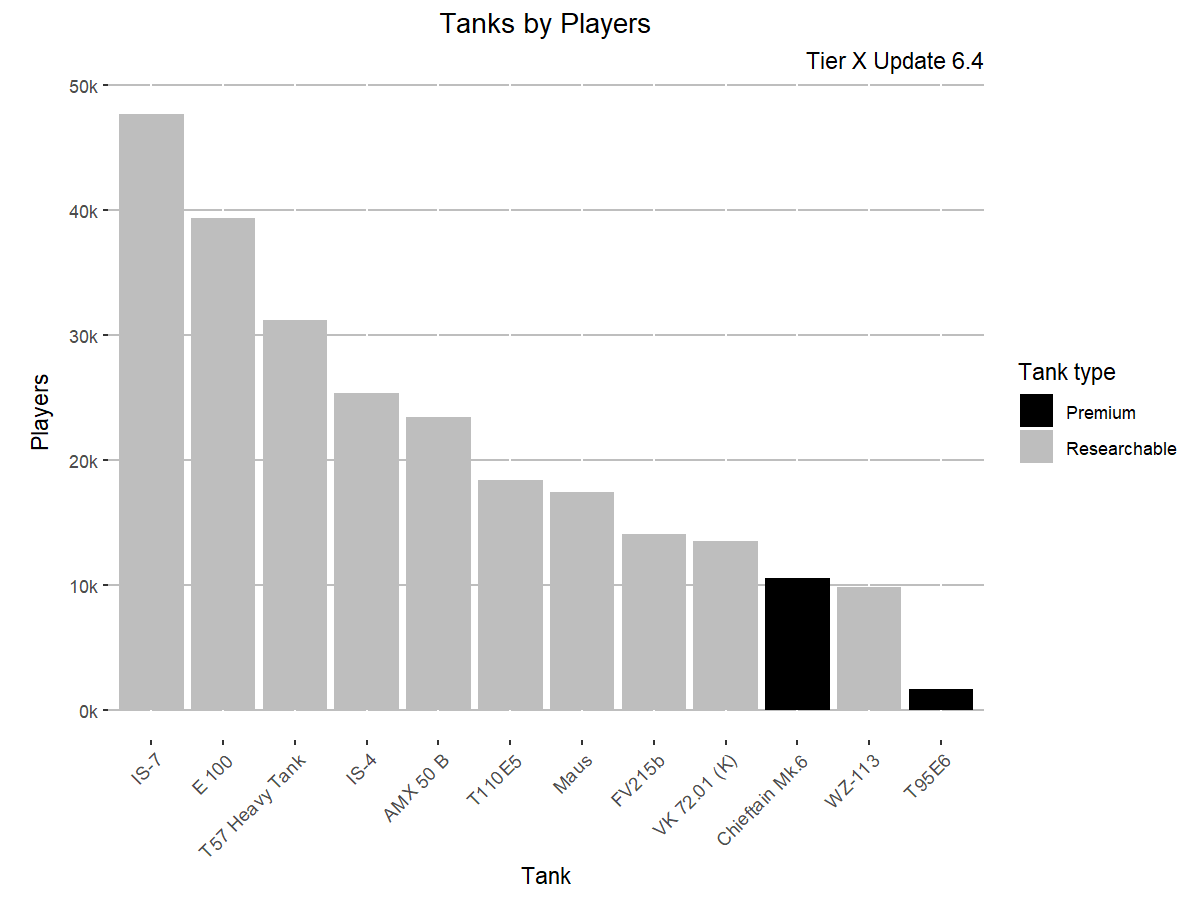 Tanks by Players
Tier X Update 6.4
50k
40k
30k
20k
10k
0k
Players
IS-7
E 100
T57 Heavy Tank
IS-4
AMX 50 B
T110E5
Maus
FV215b
VK 72.01 (K)
Chieftain Mk.6
WZ-113
T95E6
Tank
Tank type
Premium
Researchable